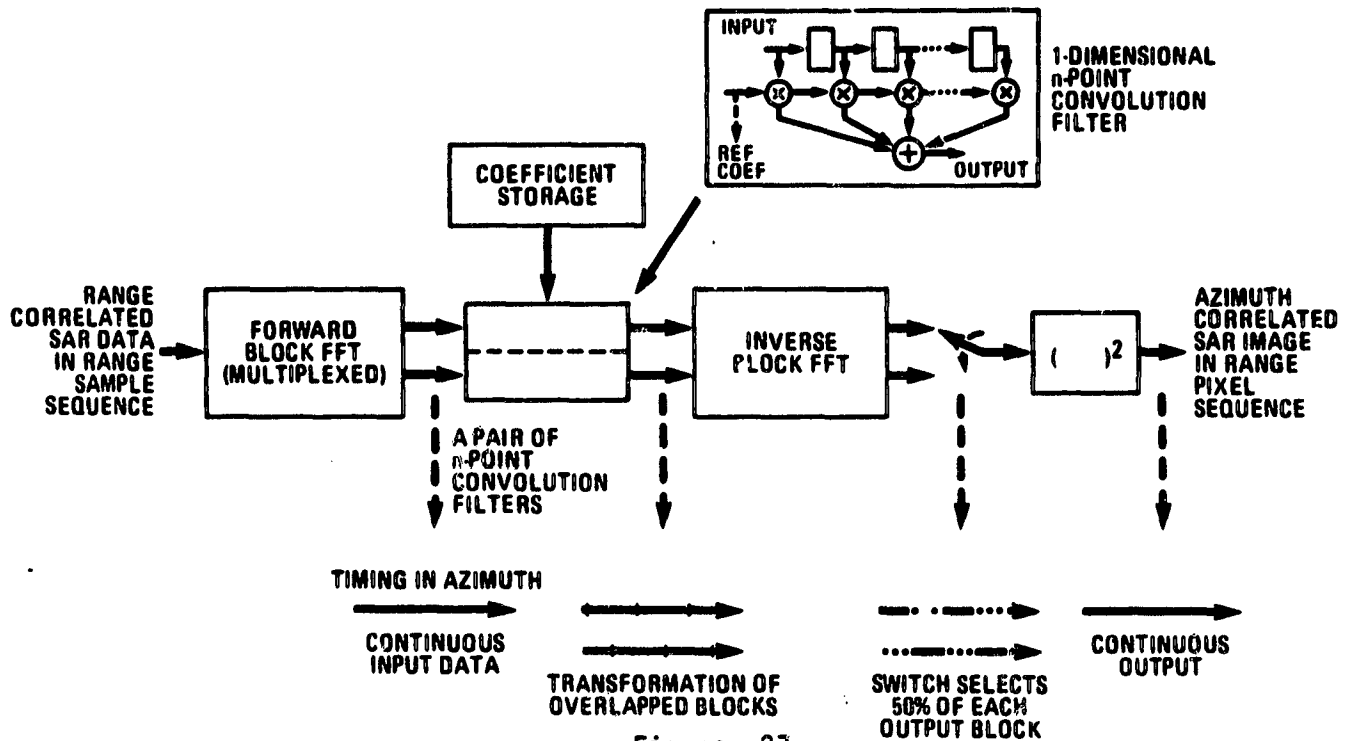 INPUT
1-DIMENSIONAL
n-POINT
CONVOLUTION
FILTER
REF
COEF
OUTPUT
COEFFICIENT
STORAGE
RANGE
CORRELATED
SAR DATA
IN RANGE
SAMPLE
SEQUENCE
FORWARD
BLOCK FFT
(MULTIPLEXED)
INVERSE
BLOCK FFT
( )2
AZIMUTH
CORRELATED
SAR IMAGE
IN RANGE
PIXEL
SEQUENCE
A PAIR OF
n-POINT
CONVOLUTION
FILTERS
TIMING IN AZIMUTH
CONTINUOUS
INPUT DATA
TRANSFORMATION OF
OVERLAPPED BLOCKS
SWITCH SELECTS
50% OF EACH
OUTPUT BLOCK
CONTINUOUS
OUTPUT